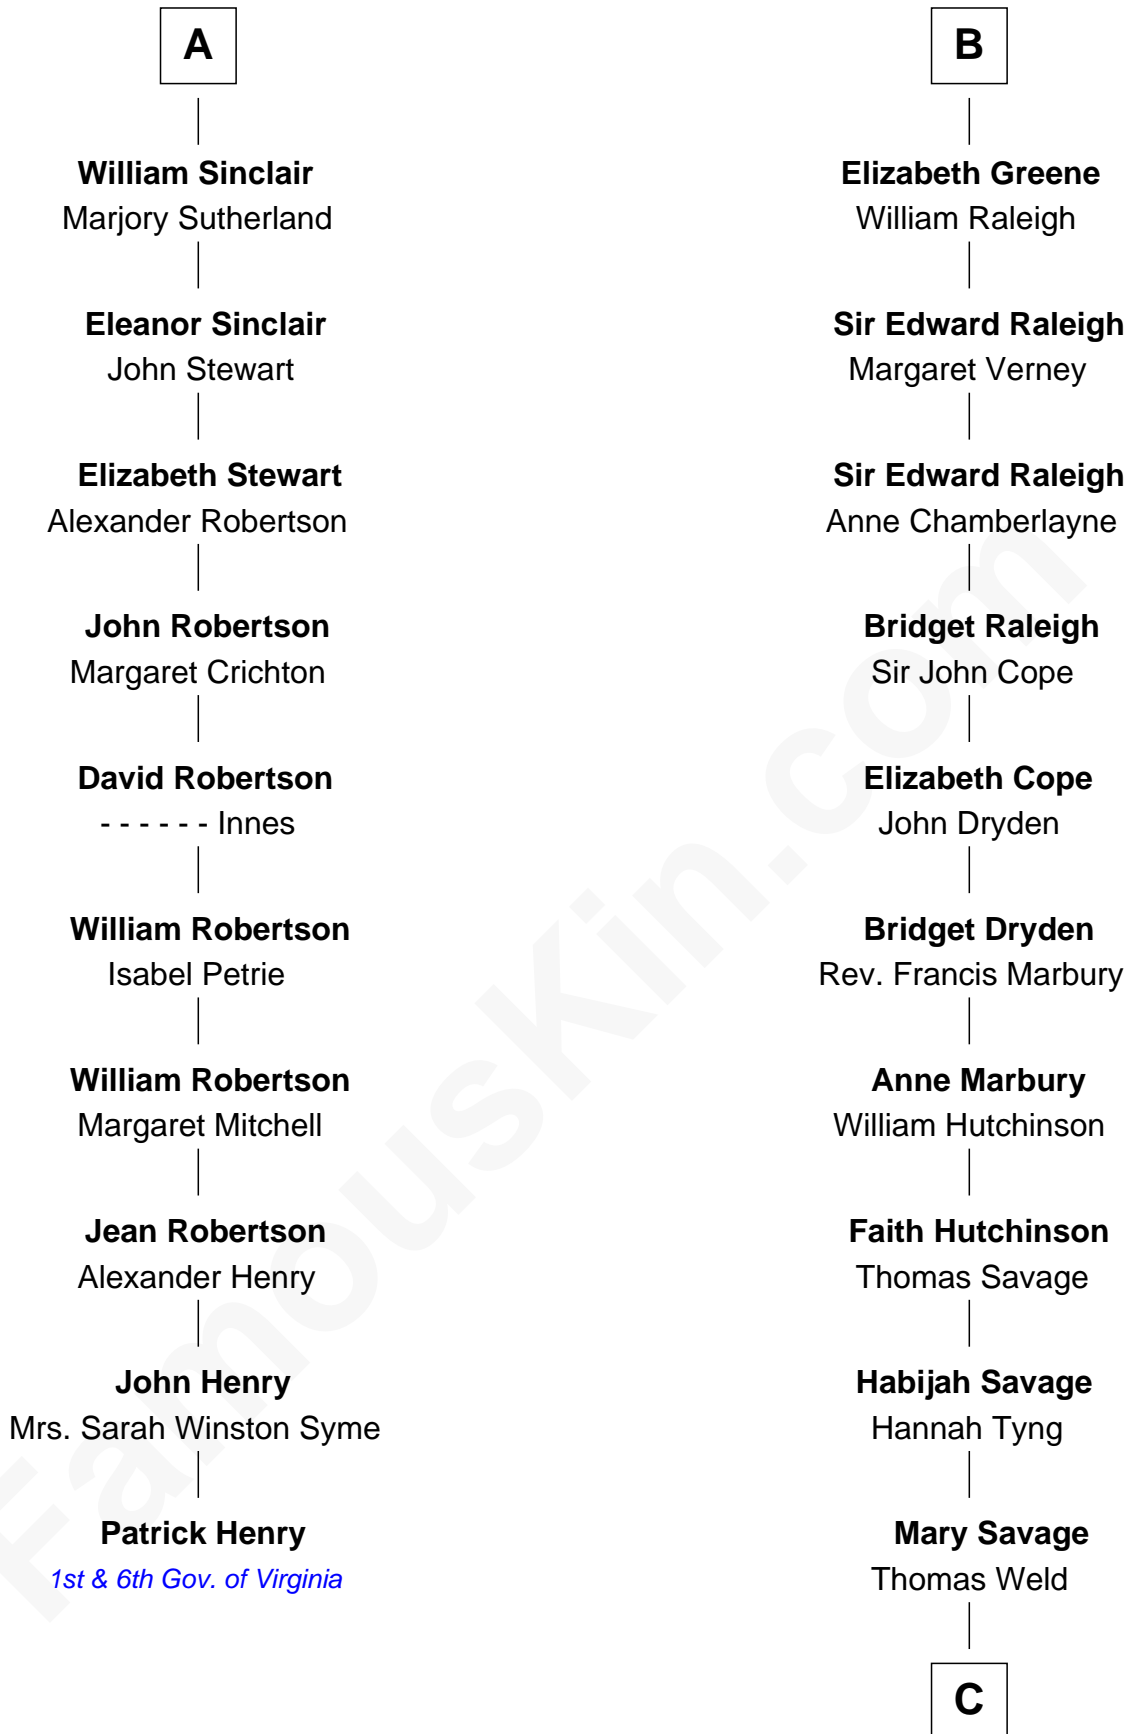 A
William Sinclair
Marjory Sutherland
Eleanor Sinclair
John Stewart
Elizabeth Stewart
Alexander Robertson
John Robertson
Margaret Crichton
David Robertson
- - - - - - Innes
William Robertson
Isabel Petrie
William Robertson
Margaret Mitchell
Jean Robertson
Alexander Henry
John Henry
Mrs. Sarah Winston Syme
Patrick Henry
1st & 6th Gov. of Virginia
B
Elizabeth Greene
William Raleigh
Sir Edward Raleigh
Margaret Verney
Sir Edward Raleigh
Anne Chamberlayne
Bridget Raleigh
Sir John Cope
Elizabeth Cope
John Dryden
Bridget Dryden
Rev. Francis Marbury
Anne Marbury
William Hutchinson
Faith Hutchinson
Thomas Savage
Habijah Savage
Hannah Tyng
Mary Savage
Thomas Weld
C
FamousKin.com